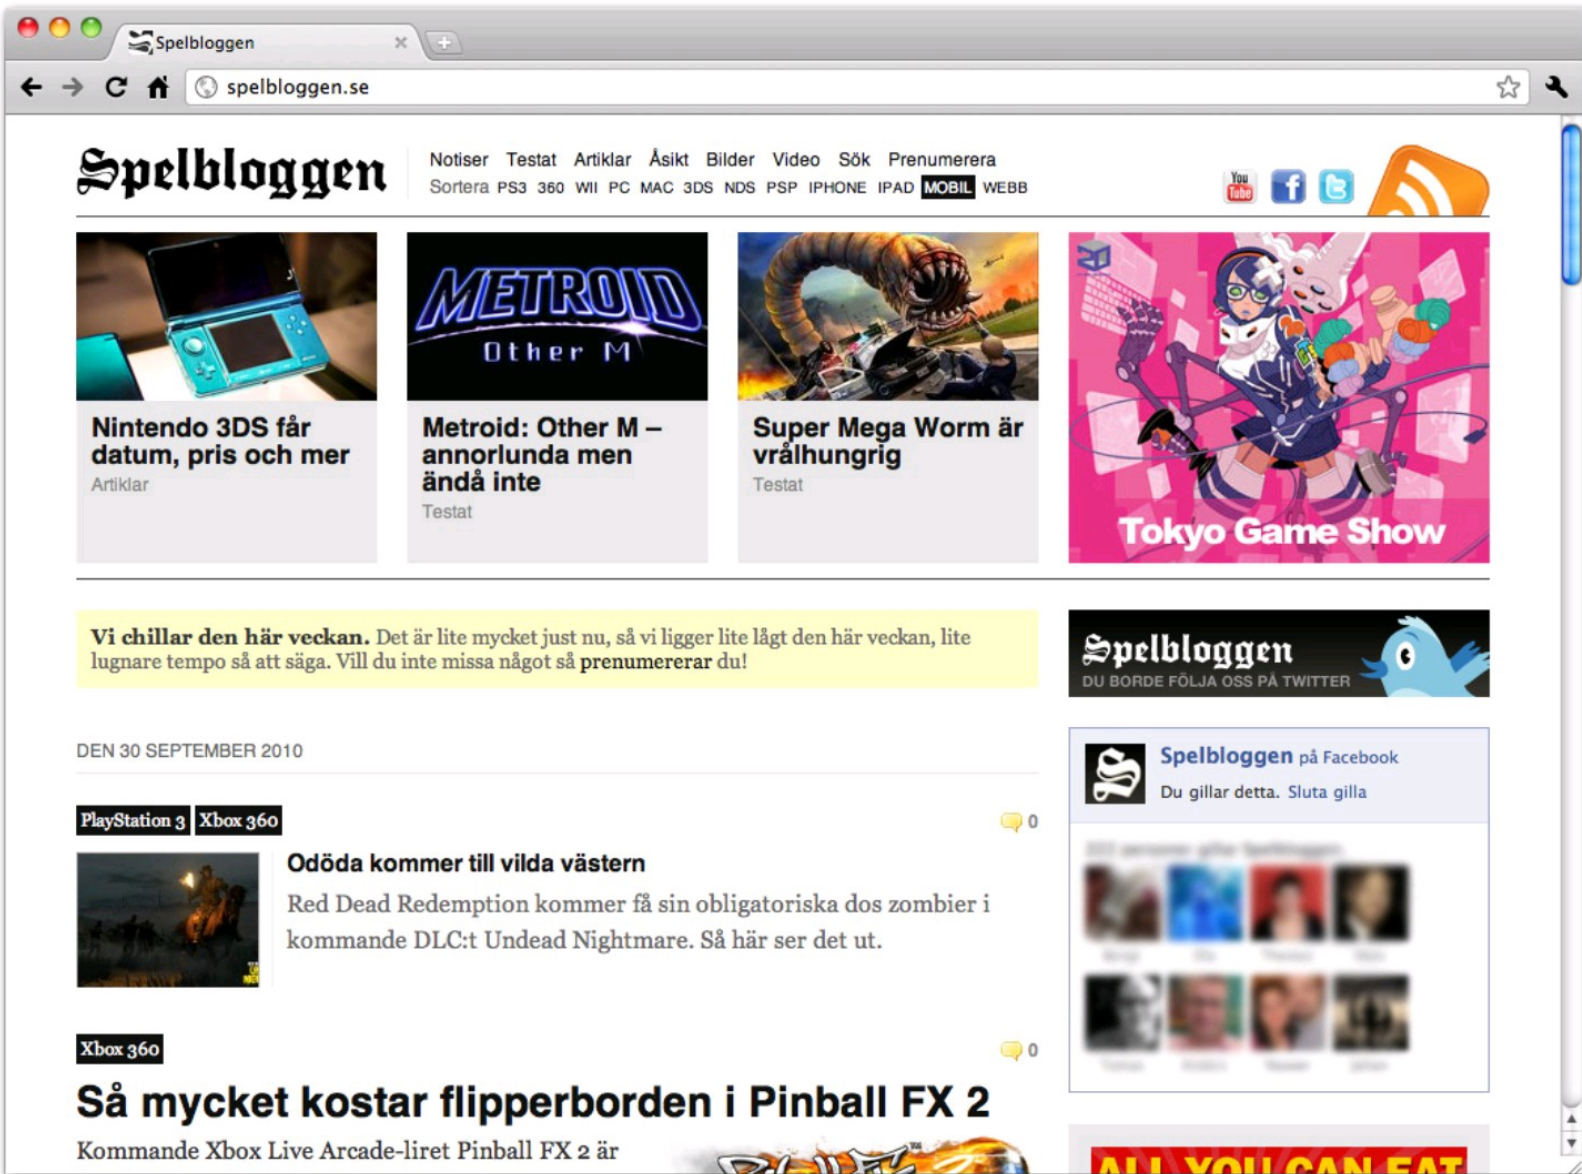 Spelbloggen
spelbloggen.se
Spelbloggen
Notiser Testat Artiklar Åsikt Bilder Video Sök Prenumerera
Sortera PS3 360 WII PC MAC 3DS NDS PSP IPHONE IPAD MOBIL WEBB
You
Tube
METROID
Other M
Nintendo 3DS får
datum, pris och mer
Artiklar
Metroid: Other M –
annorlunda men
ändå inte
Testat
Super Mega Worm är
vrålhungrig
Testat
Tokyo Game Show
Vi chillar den här veckan. Det är lite mycket just nu, så vi ligger lite lågt den här veckan, lite
lugnare tempo så att säga. Vill du inte missa något så prenumererar du!
Spelbloggen
DU BORDE FÖLJA OSS PÅ TWITTER
DEN 30 SEPTEMBER 2010
PlayStation 3 Xbox 360
0
Odöda kommer till vilda västern
Red Dead Redemption kommer få sin obligatoriska dos zombier i
kommande DLC:t Undead Nightmare. Så här ser det ut.
Spelbloggen på Facebook
Du gillar detta. Sluta gilla
Xbox 360
0
Så mycket kostar flipperborden i Pinball FX 2
Kommande Xbox Live Arcade-liret Pinball FX 2 är
ALL YOU CAN EAT